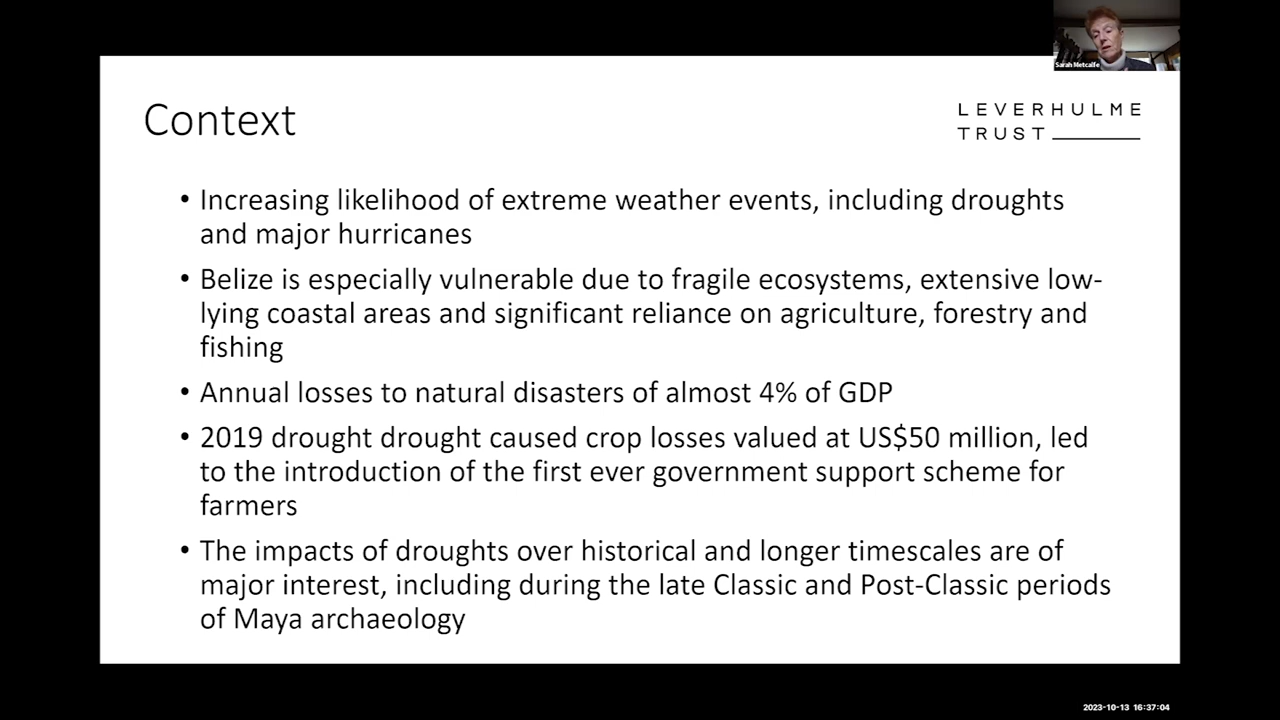 Sarah Metcalfe
Context
LEVERHULME
TRUST
• Increasing likelihood of extreme weather events, including droughts
and major hurricanes
• Belize is especially vulnerable due to fragile ecosystems, extensive low-
lying coastal areas and significant reliance on agriculture, forestry and
fishing
• Annual losses to natural disasters of almost 4% of GDP
• 2019 drought drought caused crop losses valued at US$50 million, led
to the introduction of the first ever government support scheme for
farmers
• The impacts of droughts over historical and longer timescales are of
major interest, including during the late Classic and Post-Classic periods
of Maya archaeology
2023-10-13 16:37:04